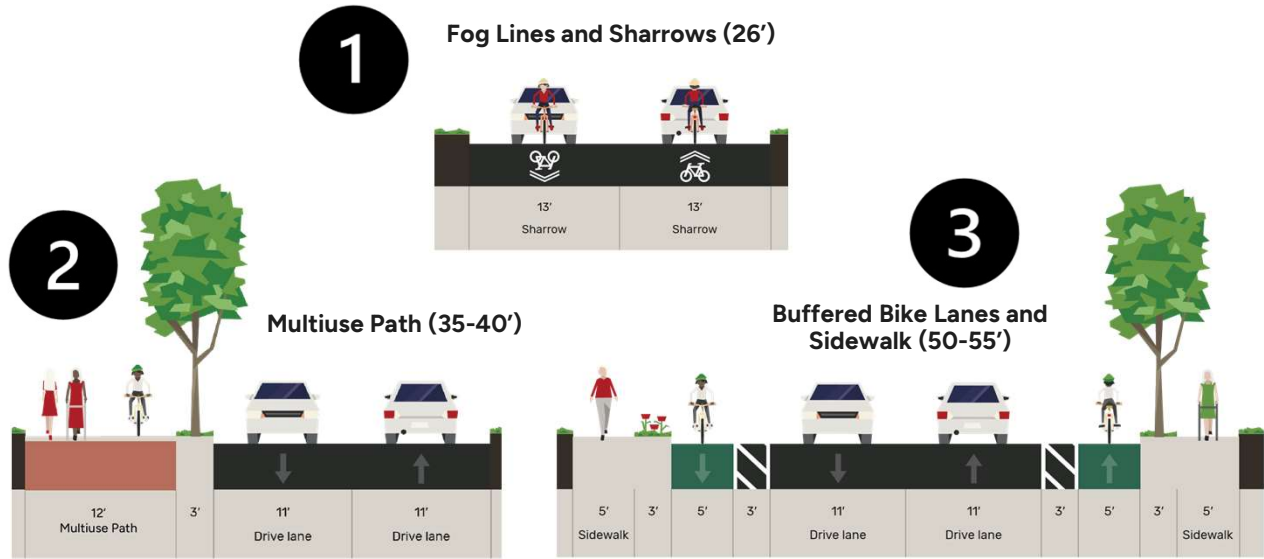 1
Fog Lines and Sharrows (26’)
13’
Sharrow
13’
Sharrow
2
Multiuse Path (35-40’)
12’
Multiuse Path
3’
11’
Drive lane
11’
Drive lane
3
Buffered Bike Lanes and
Sidewalk (50-55’)
5’
Sidewalk
3’
5’
3’
11’
Drive lane
11’
Drive lane
3’
5’
3’
5’
Sidewalk